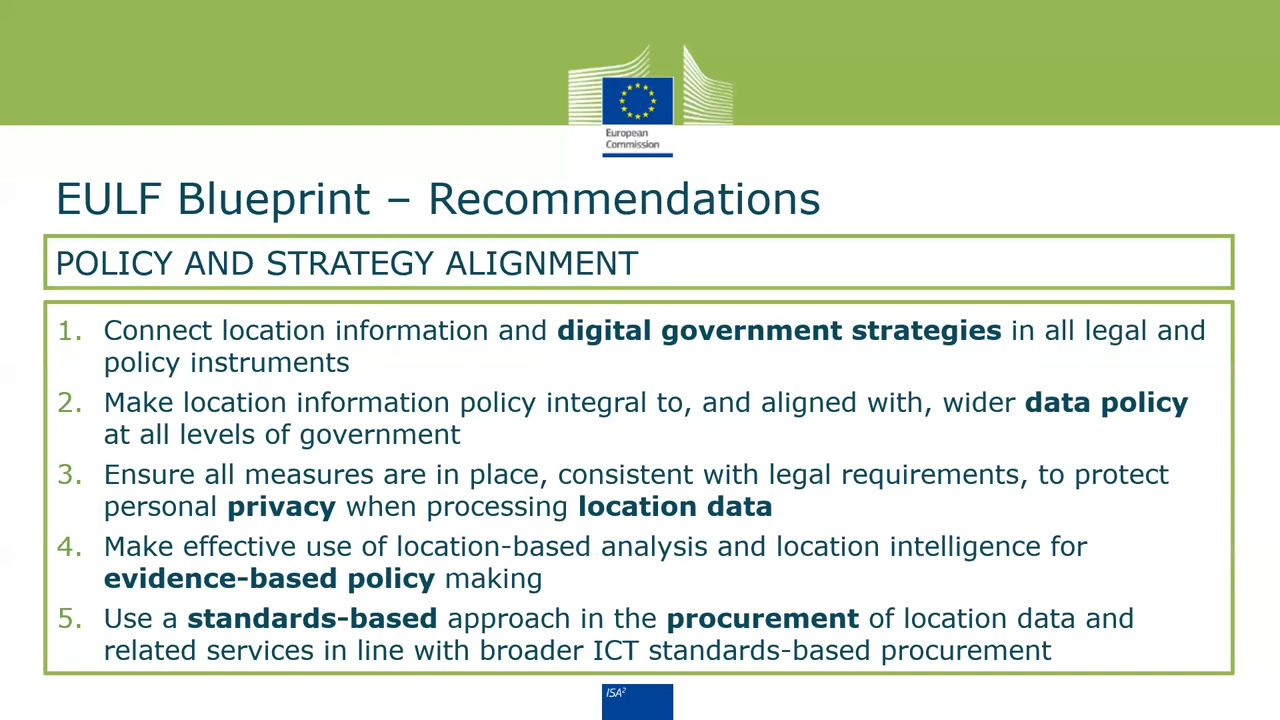 European
Commission
EULF Blueprint – Recommendations
POLICY AND STRATEGY ALIGNMENT
1. Connect location information and digital government strategies in all legal and
policy instruments
2. Make location information policy integral to, and aligned with, wider data policy
at all levels of government
3. Ensure all measures are in place, consistent with legal requirements, to protect
personal privacy when processing location data
4. Make effective use of location-based analysis and location intelligence for
evidence-based policy making
5. Use a standards-based approach in the procurement of location data and
related services in line with broader ICT standards-based procurement
ISA²